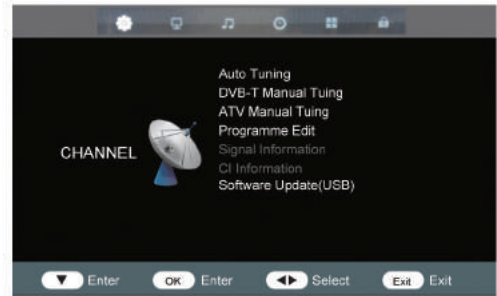 Auto Tuning
DVB-T Manual Tuing
ATV Manual Tuing
Programme Edit
CHANNEL
Signal Information
CI Information
Software Update(USB)
Enter OK Enter Select Exit Exit